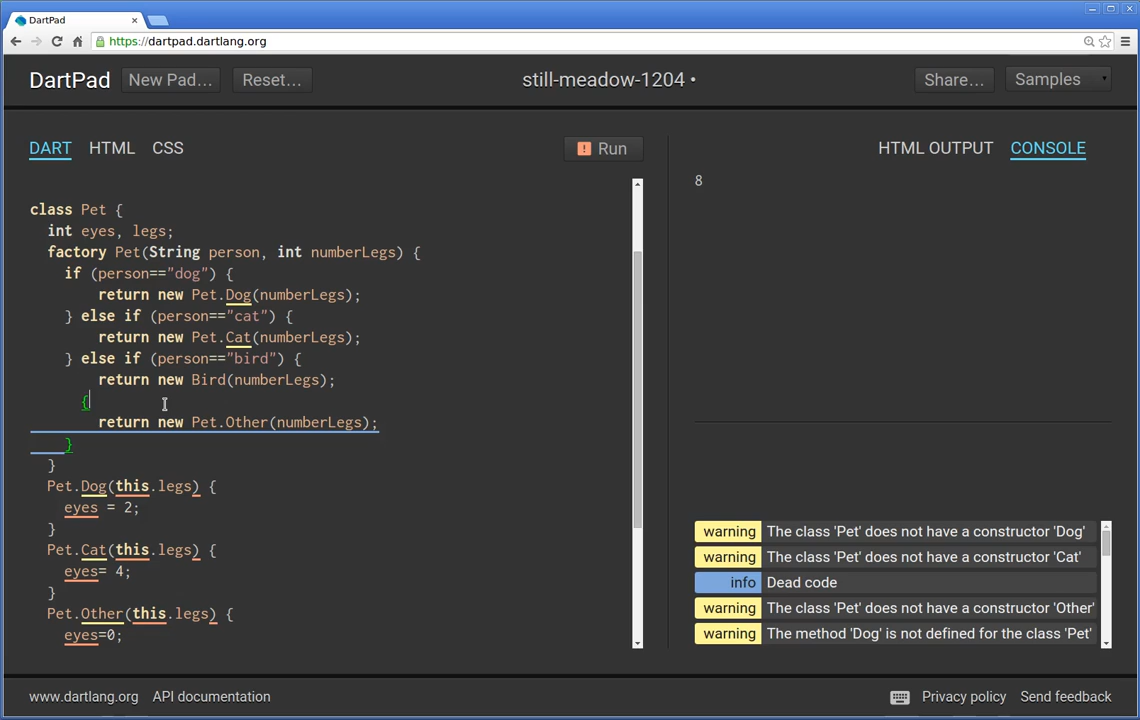 DartPad
https://dartpad.dartlang.org
DartPad New Pad... Reset... still-meadow-1204 • Share... Samples
DART HTML CSS ! Run HTML OUTPUT CONSOLE
class Pet {
int eyes, legs;
factory Pet(String person, int numberLegs) {
if (person=="dog") {
return new Pet.Dog(numberLegs);
} else if (person=="cat") {
return new Pet.Cat(numberLegs);
} else if (person=="bird") {
return new Bird(numberLegs);
{
return new Pet.Other(numberLegs);
}
}
Pet.Dog(this.legs) {
eyes = 2;
}
Pet.Cat(this.legs) {
eyes= 4;
}
Pet.Other(this.legs) {
eyes=0;
8
warning The class 'Pet' does not have a constructor 'Dog'
warning The class 'Pet' does not have a constructor 'Cat'
info Dead code
warning The class 'Pet' does not have a constructor 'Other'
warning The method 'Dog' is not defined for the class 'Pet'
www.dartlang.org API documentation Privacy policy Send feedback